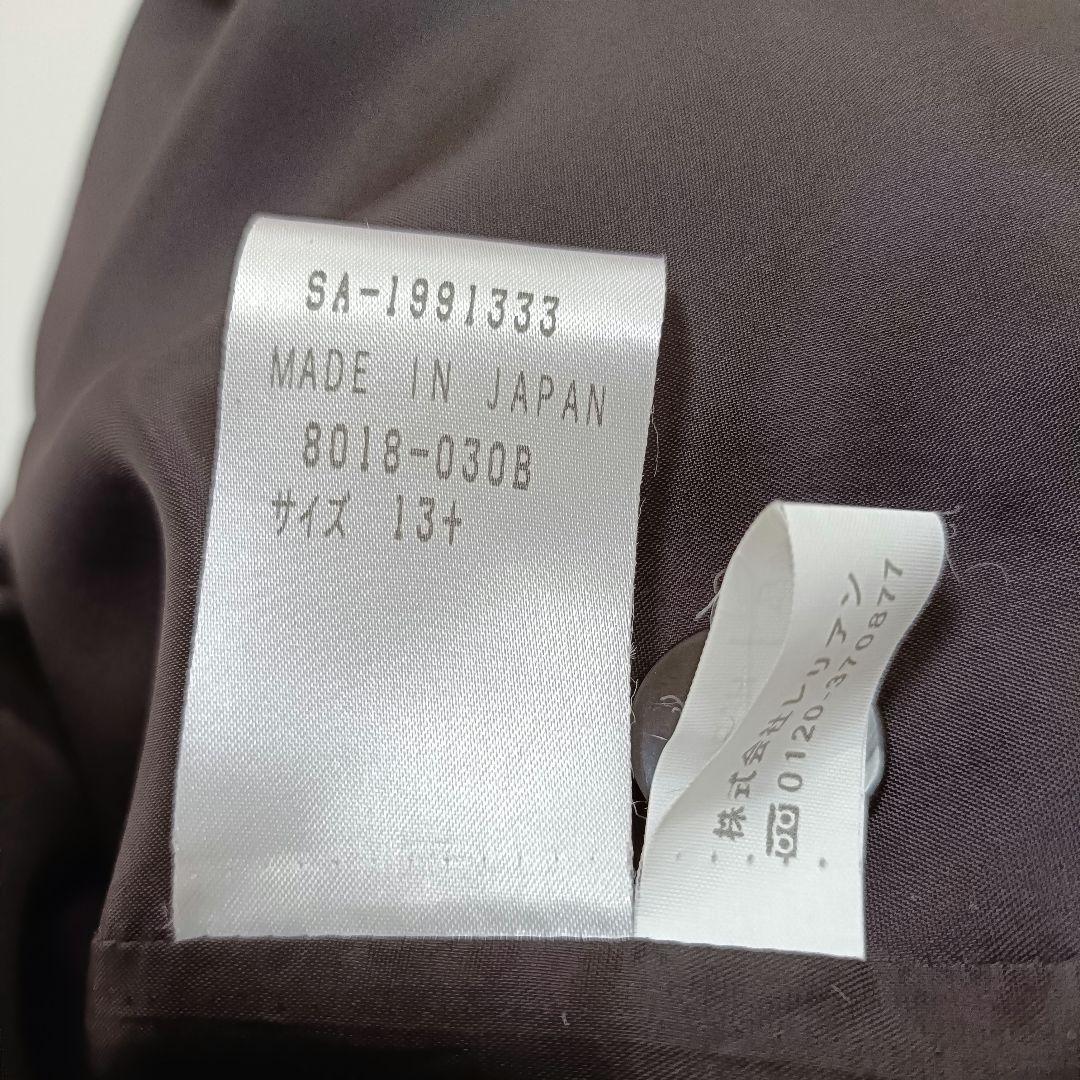 SA-1991333
MADE IN JAPAN
8018-030B
サイズ 13+
株式会社レリアン
0120-370877